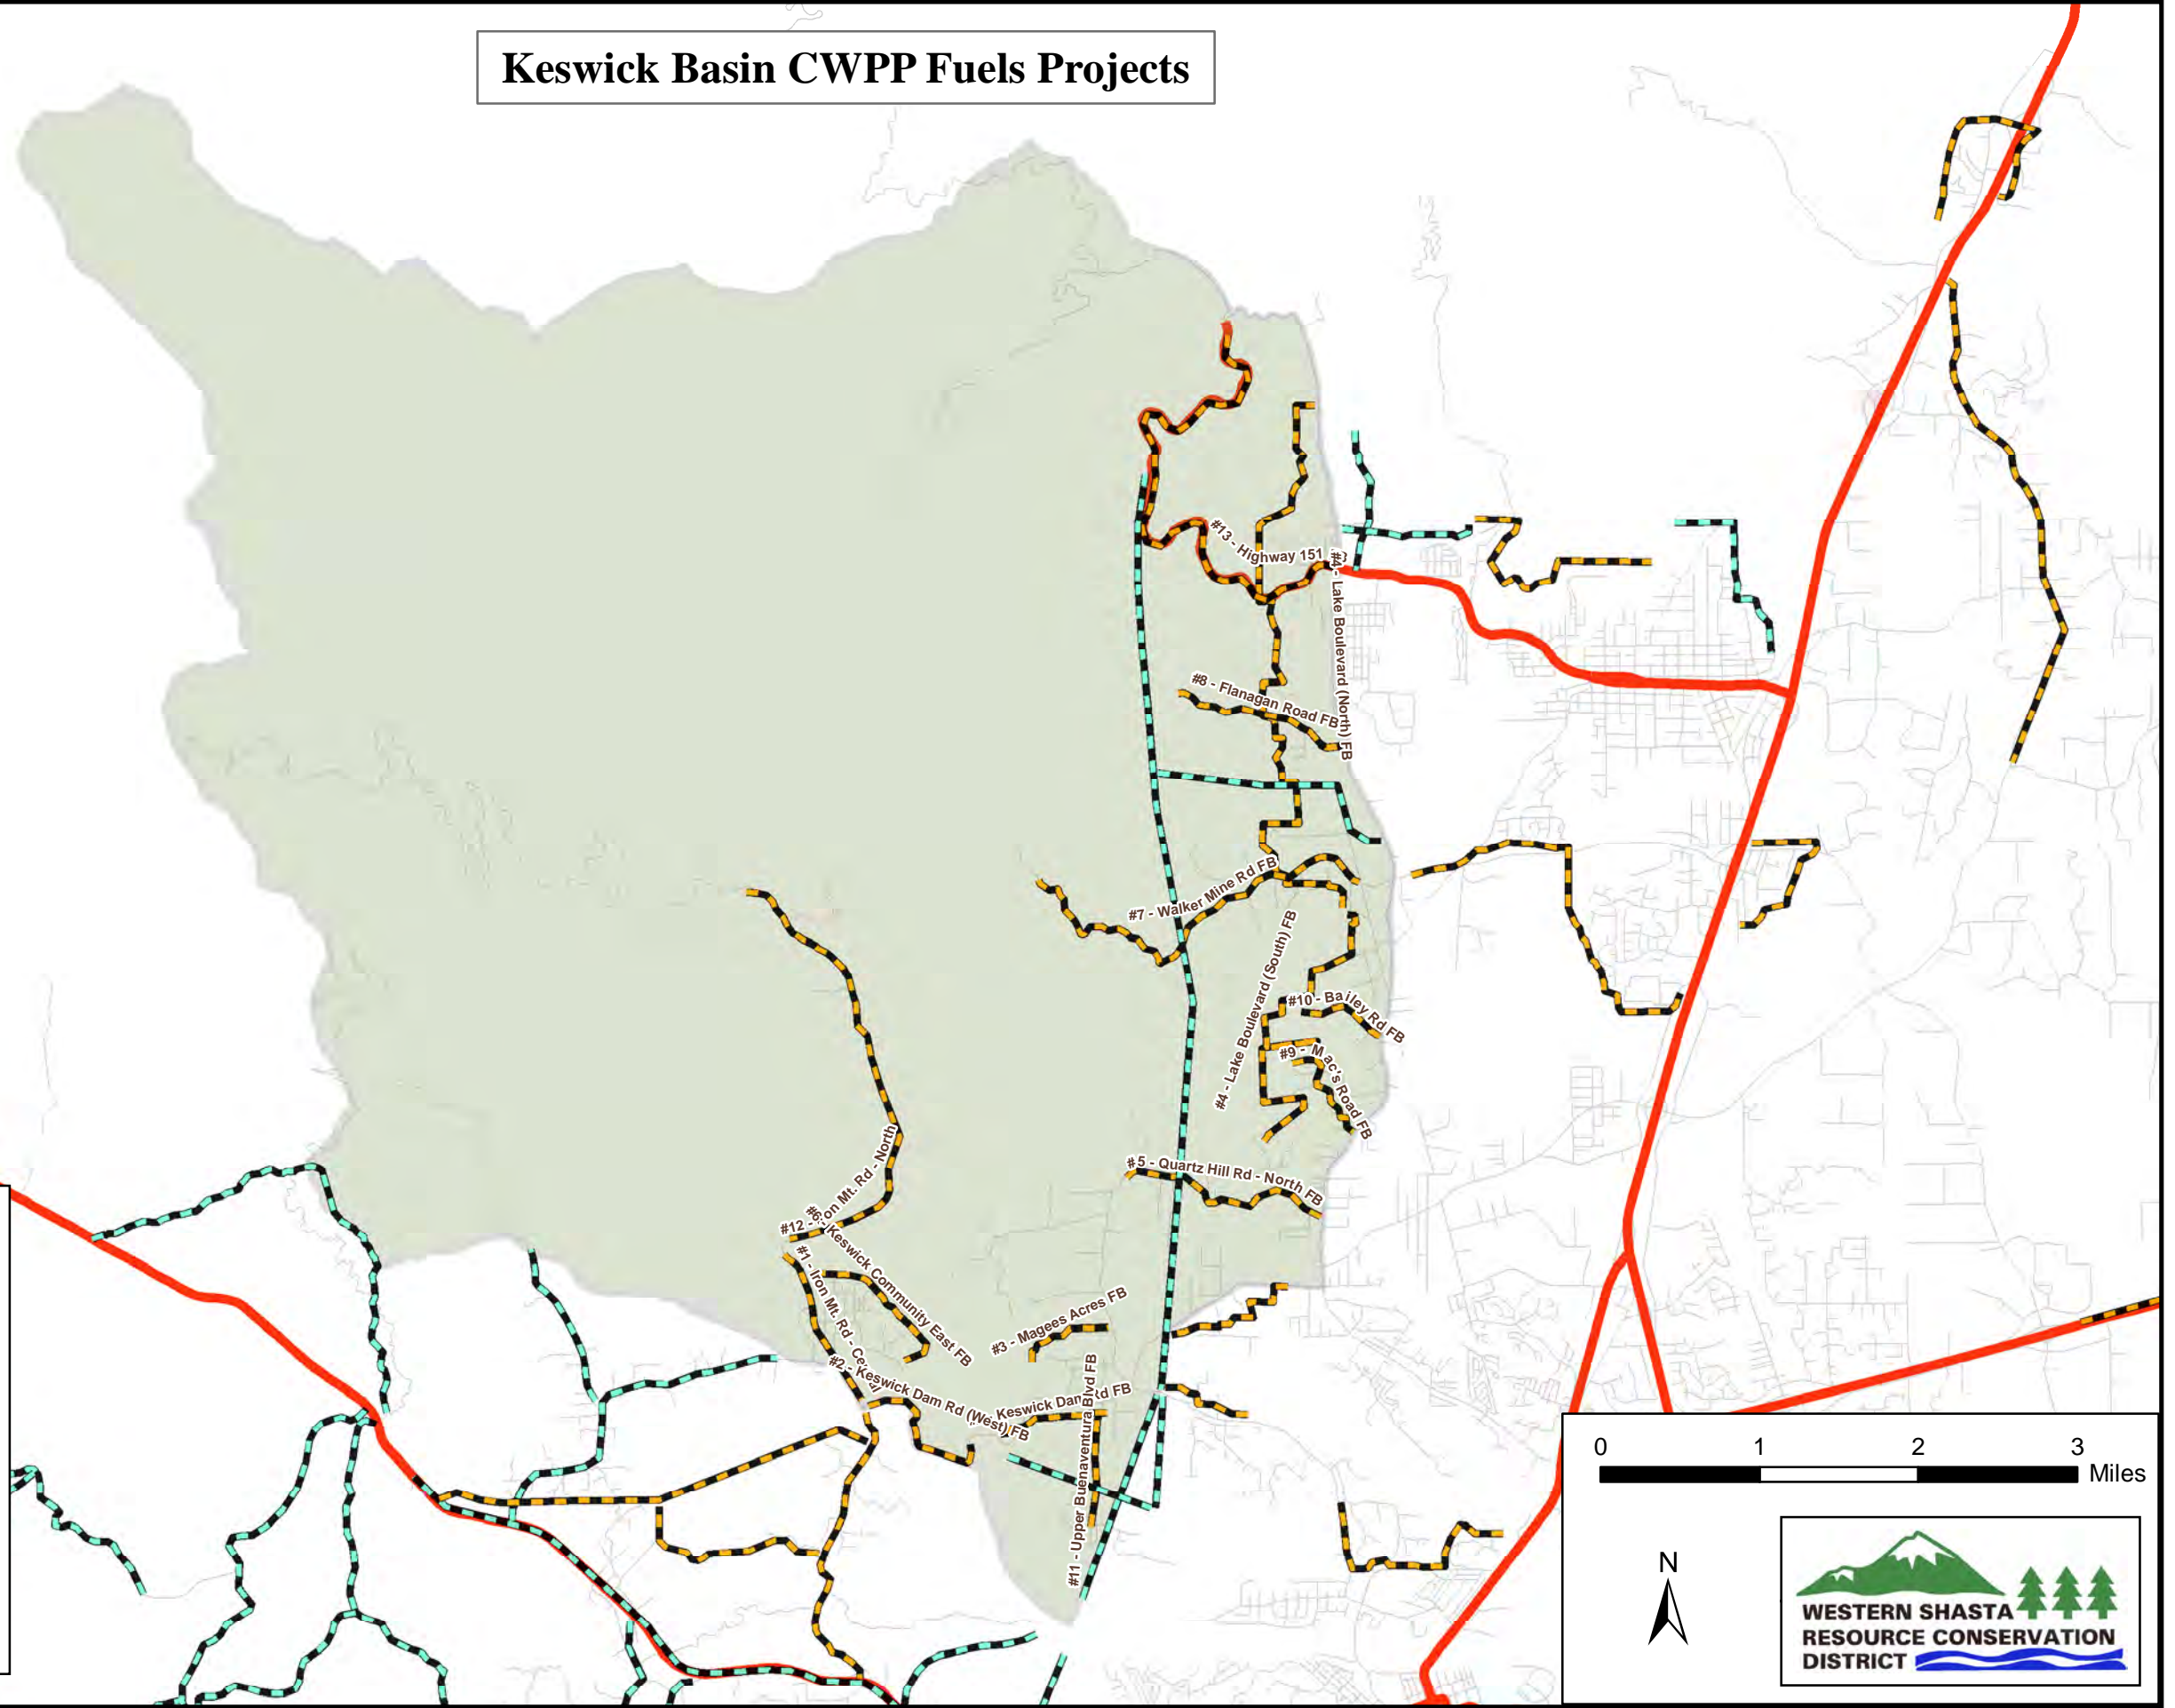 Keswick Basin CWPP Fuels Projects
#13 - Highway 151
#4 - Lake Boulevard (North) FB
#8 - Flanagan Road FB
#7 - Walker Mine Rd FB
#4 - Lake Boulevard (South) FB
#10 - Bailey Rd FB
#9 - Mac's Road FB
#5 - Quartz Hill Rd - North FB
#12 - Iron Mt. Rd - North
#6 - Keswick Community East FB
#1 - Iron Mt. Rd - Central
#3 - Magees Acres FB
#2 - Keswick Dam Rd (West) FB
Keswick Dam Rd FB
#11 - Upper Buenaventura Blvd FB
0 1 2 3
Miles
N
WESTERN SHASTA
RESOURCE CONSERVATION
DISTRICT